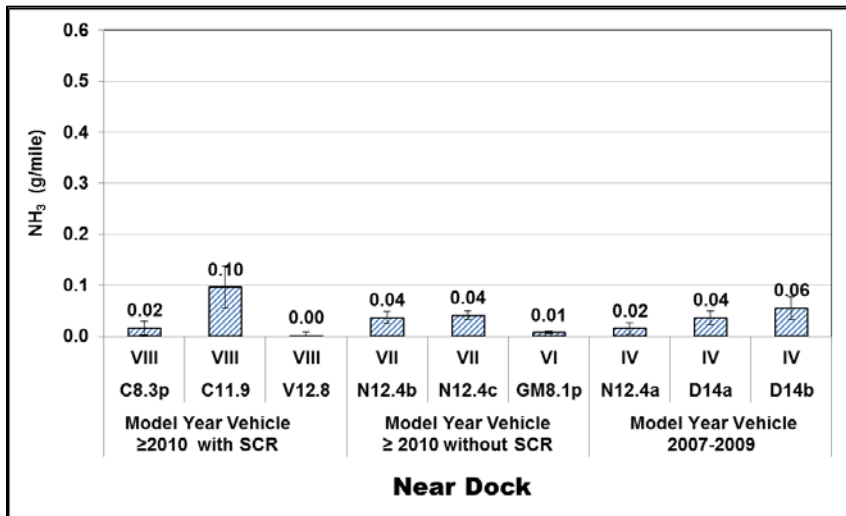 0.6
0.5
0.4
0.3
0.2
0.1
0.0
NH₃ (g/mile)
0.02 0.10 0.00 0.04 0.04 0.01 0.02 0.04 0.06
VIII VIII VIII VII VII VI IV IV IV
C8.3p C11.9 V12.8 N12.4b N12.4c GM8.1p N12.4a D14a D14b
Model Year Vehicle Model Year Vehicle Model Year Vehicle
≥2010 with SCR ≥ 2010 without SCR 2007-2009
Near Dock